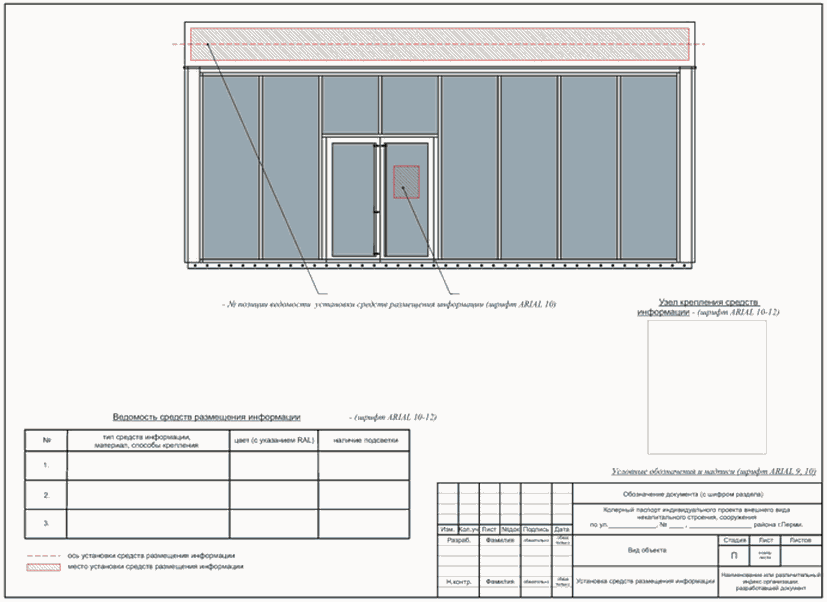 - № позиции ведомости установки средств размещения информации (шрифт ARIAL 10)
Узел крепления средств
информации - (шрифт ARIAL 10-12)
Ведомость средств размещения информации - (шрифт ARIAL 10-12)
№
тип средств информации,
материал, способы крепления
цвет (с указанием RAL)
наличие подсветки
1.
2.
3.
ось установки средств размещения информации
место установки средств размещения информации
Условные обозначения и надписи (шрифт ARIAL 9, 10)
Обозначение документа (с шифром раздела)
Колерный паспорт индивидуального проекта внешнего вида
некапитального строения, сооружения
по ул.____________, № ____ , ________________ района г.Перми.
Изм. Кол.уч Лист №док Подпись Дата
Разраб. Фамилия
Вид объекта
Стадия Лист Листов
П
Н.контр. Фамилия
Установка средств размещения информации
Наименование или различительный
индекс организации,
разработавшей документ